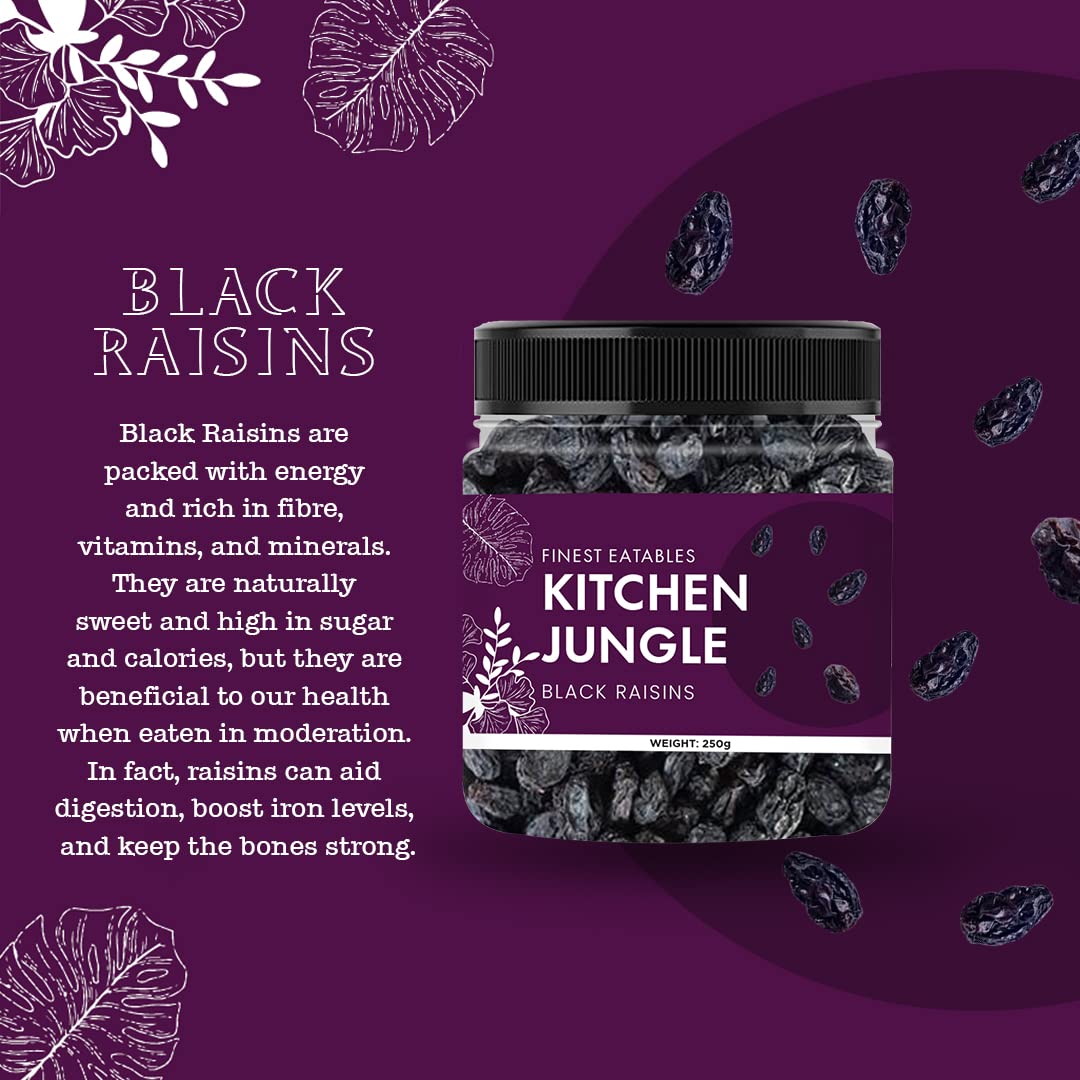 BLACK
RAISINS
Black Raisins are
packed with energy
and rich in fibre,
vitamins, and minerals.
They are naturally
sweet and high in sugar
and calories, but they are
beneficial to our health
when eaten in moderation.
In fact, raisins can aid
digestion, boost iron levels,
and keep the bones strong.
FINEST EATABLES
KITCHEN
JUNGLE
BLACK RAISINS
WEIGHT: 250g